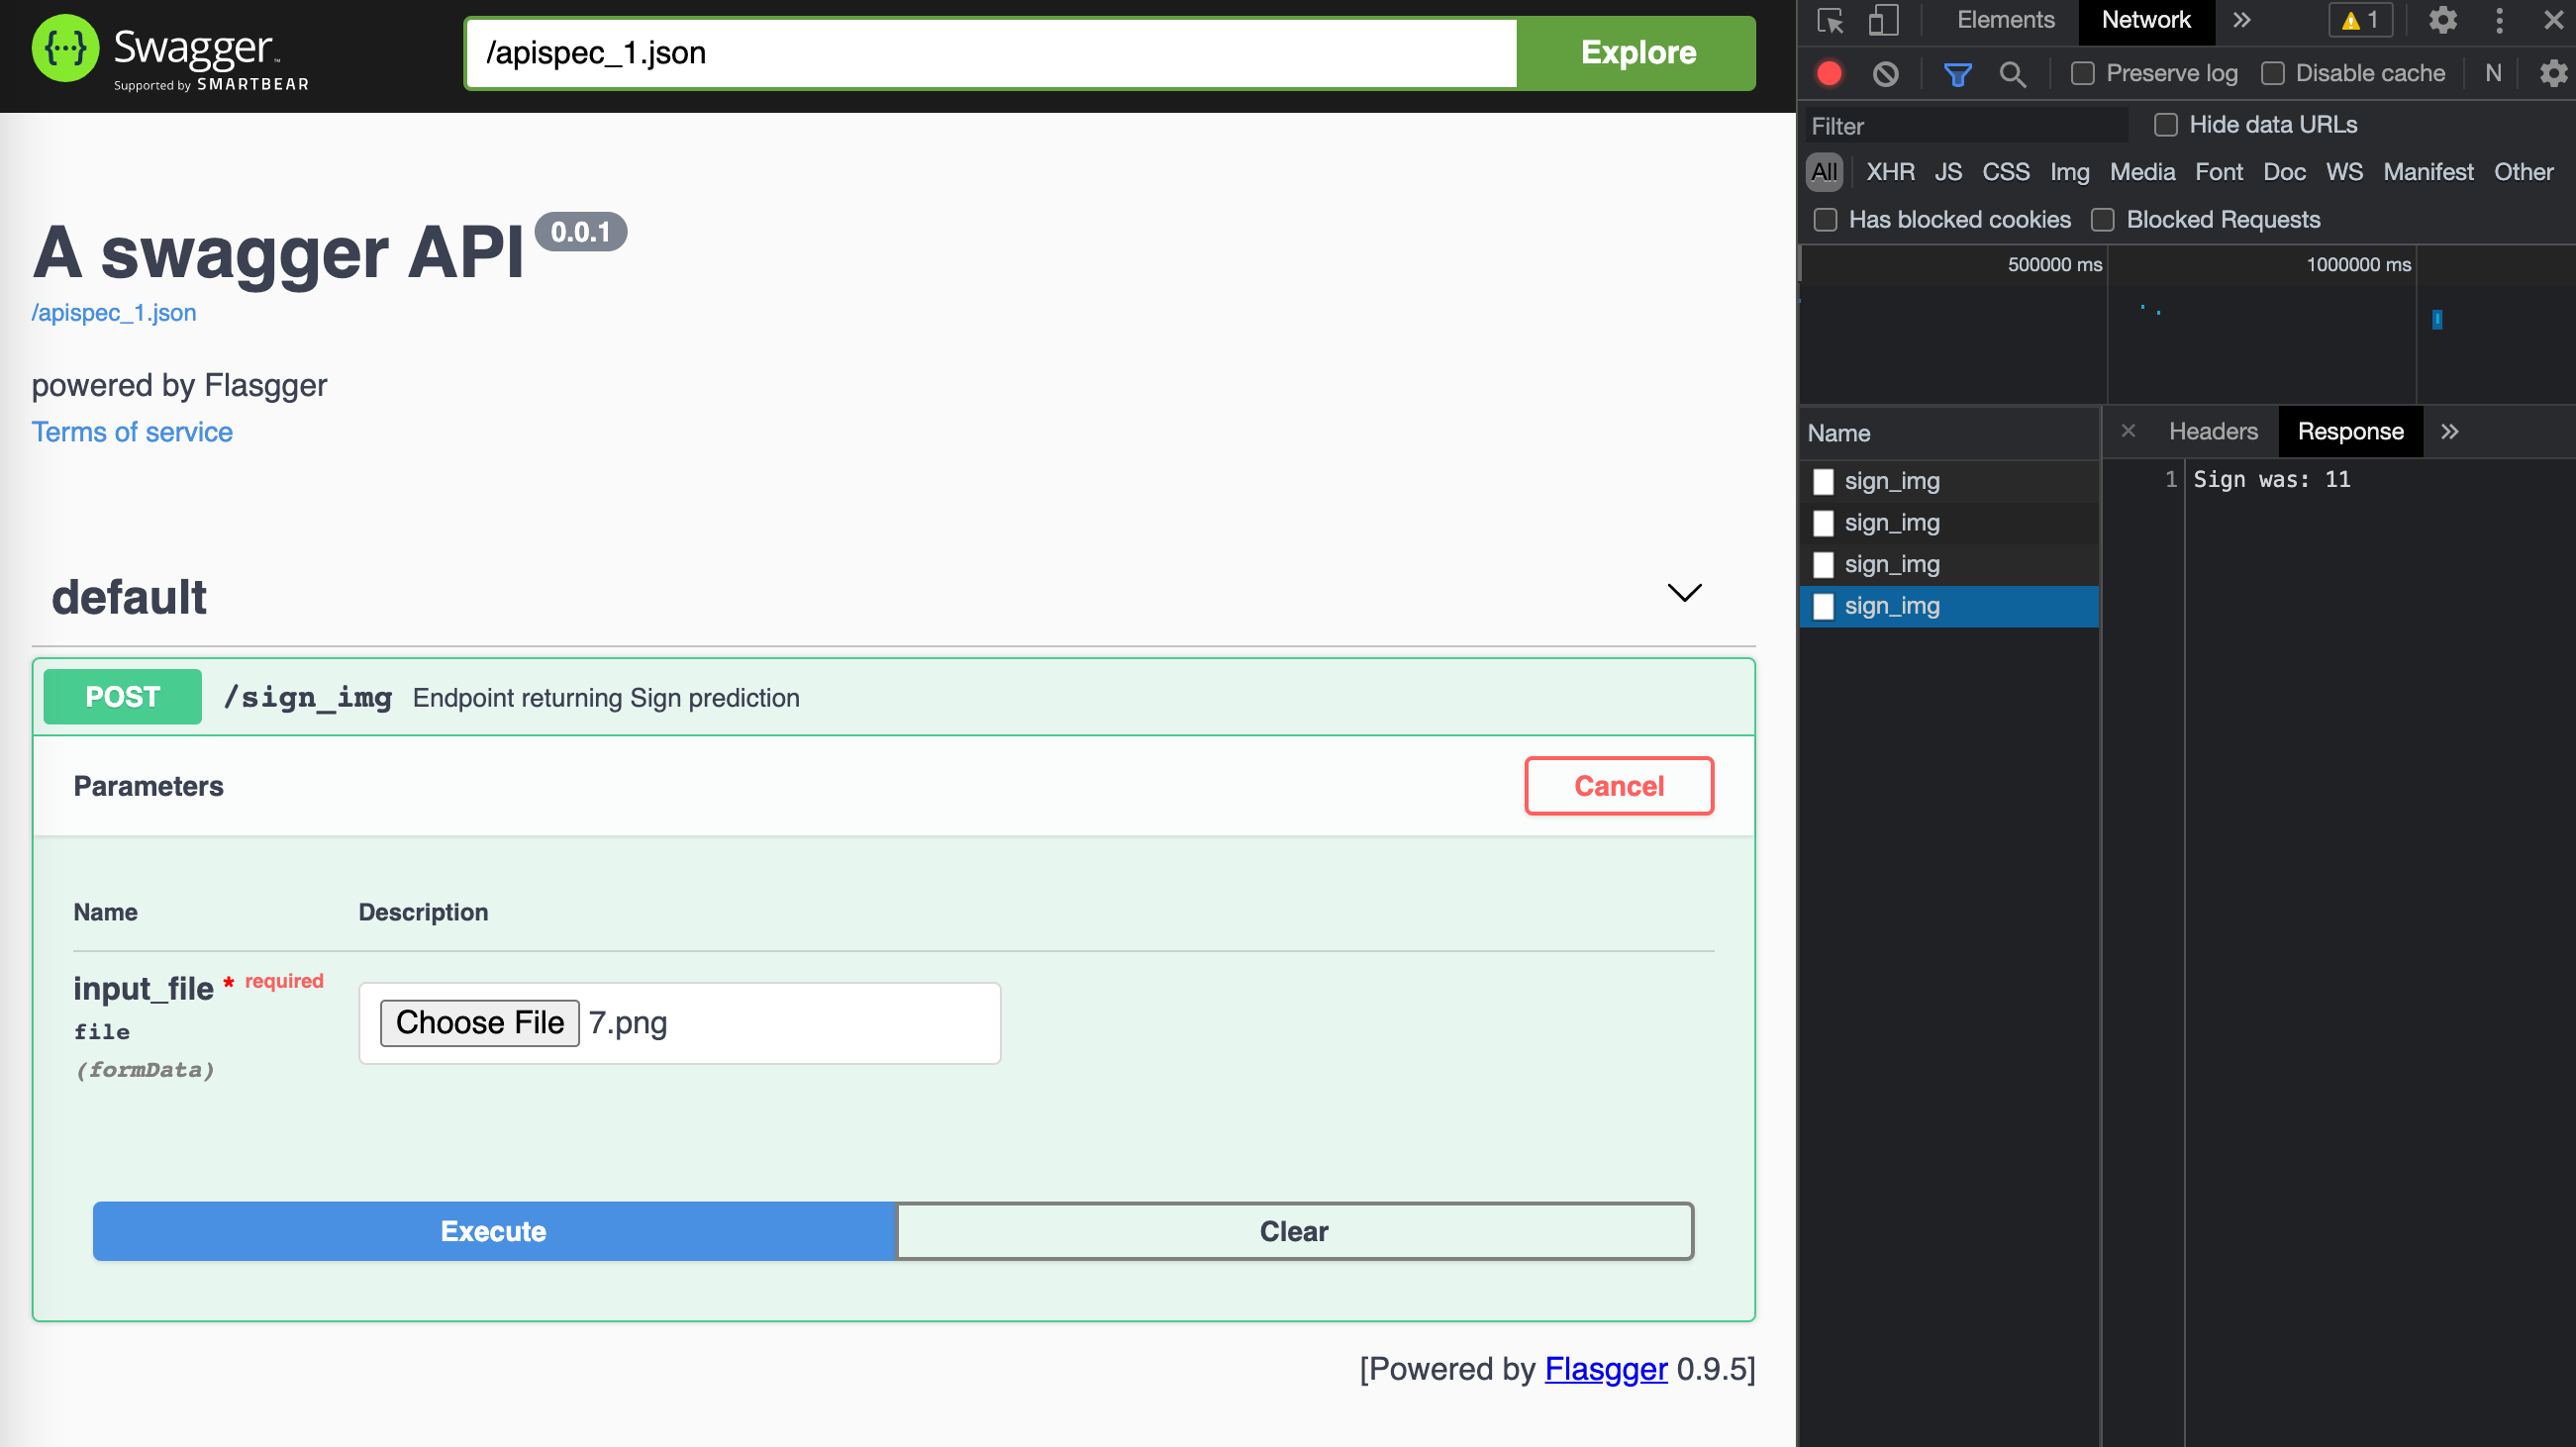 Swagger™
Supported by SMARTBEAR
/apispec_1.json
Explore
A swagger API 0.0.1
/apispec_1.json
powered by Flasgger
Terms of service
default
POST /sign_img Endpoint returning Sign prediction
Parameters
Cancel
Name Description
input_file * required
file
(formData)
Choose File 7.png
Execute Clear
[Powered by Flasgger 0.9.5]
Elements Network 1
Preserve log Disable cache N
Filter Hide data URLs
All XHR JS CSS Img Media Font Doc WS Manifest Other
Has blocked cookies Blocked Requests
500000 ms 1000000 ms
Name
sign_img
sign_img
sign_img
sign_img
Headers Response
1 Sign was: 11